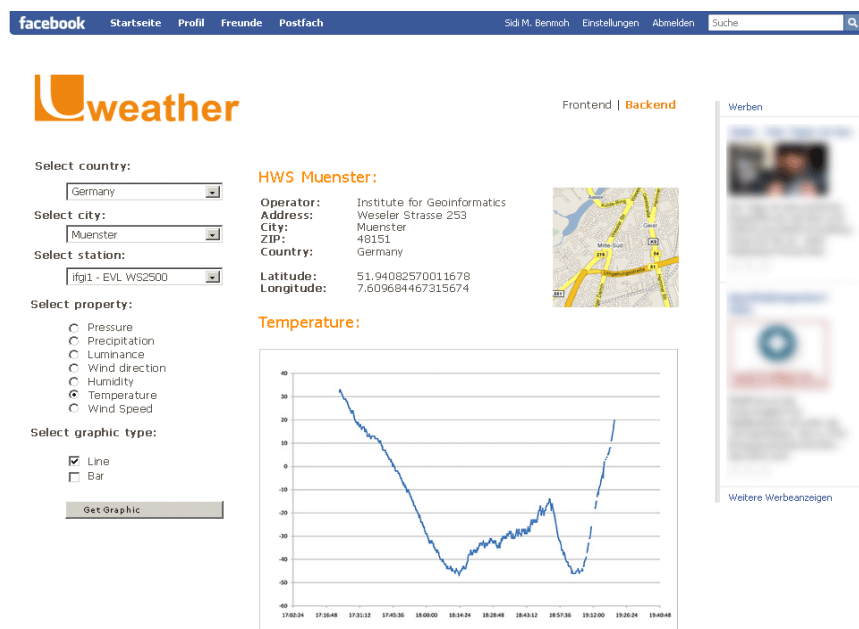 facebook Startseite Profil Freunde Postfach Sidi M. Benmoh Einstellungen Abmelden Suche
Uweather
Frontend | Backend
Werben
Select country:
Germany
Select city:
Muenster
Select station:
ifgi1 - EVL WS2500
Select property:
Pressure
Precipitation
Luminance
Wind direction
Humidity
Temperature
Wind Speed
Select graphic type:
Line
Bar
Get Graphic
HWS Muenster:
Operator: Institute for Geoinformatics
Address: Weseler Strasse 253
City: Muenster
ZIP: 48151
Country: Germany
Latitude: 51.94082570011678
Longitude: 7.609684467315674
Mitte-Süd
Geist
Temperature:
40
30
20
10
0
-10
-20
-30
-40
-50
-60
17:02:24 17:16:48 17:31:12 17:45:36 18:00:00 18:14:24 18:28:48 18:43:12 18:57:36 19:12:00 19:26:24 19:40:48
Weitere Werbeanzeigen